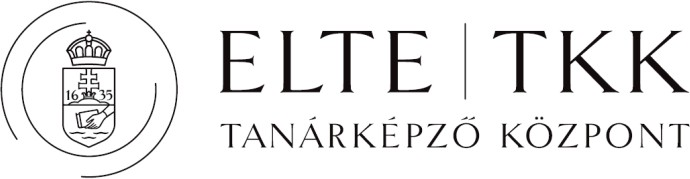 16 35
ELTE | TKK
TANÁRKÉPZŐ KÖZPONT